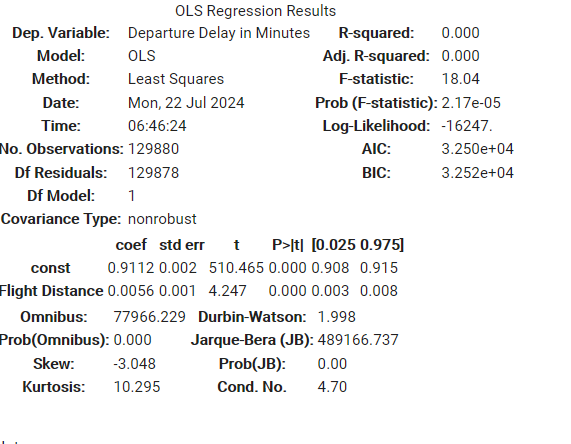 OLS Regression Results
Dep. Variable: Departure Delay in Minutes R-squared: 0.000
Model: OLS Adj. R-squared: 0.000
Method: Least Squares F-statistic: 18.04
Date: Mon, 22 Jul 2024 Prob (F-statistic): 2.17e-05
Time: 06:46:24 Log-Likelihood: -16247.
No. Observations: 129880 AIC: 3.250e+04
Df Residuals: 129878 BIC: 3.252e+04
Df Model: 1
Covariance Type: nonrobust
coef std err t P>|t| [0.025 0.975]
const 0.9112 0.002 510.465 0.000 0.908 0.915
Flight Distance 0.0056 0.001 4.247 0.000 0.003 0.008
Omnibus: 77966.229 Durbin-Watson: 1.998
Prob(Omnibus): 0.000 Jarque-Bera (JB): 489166.737
Skew: -3.048 Prob(JB): 0.00
Kurtosis: 10.295 Cond. No. 4.70